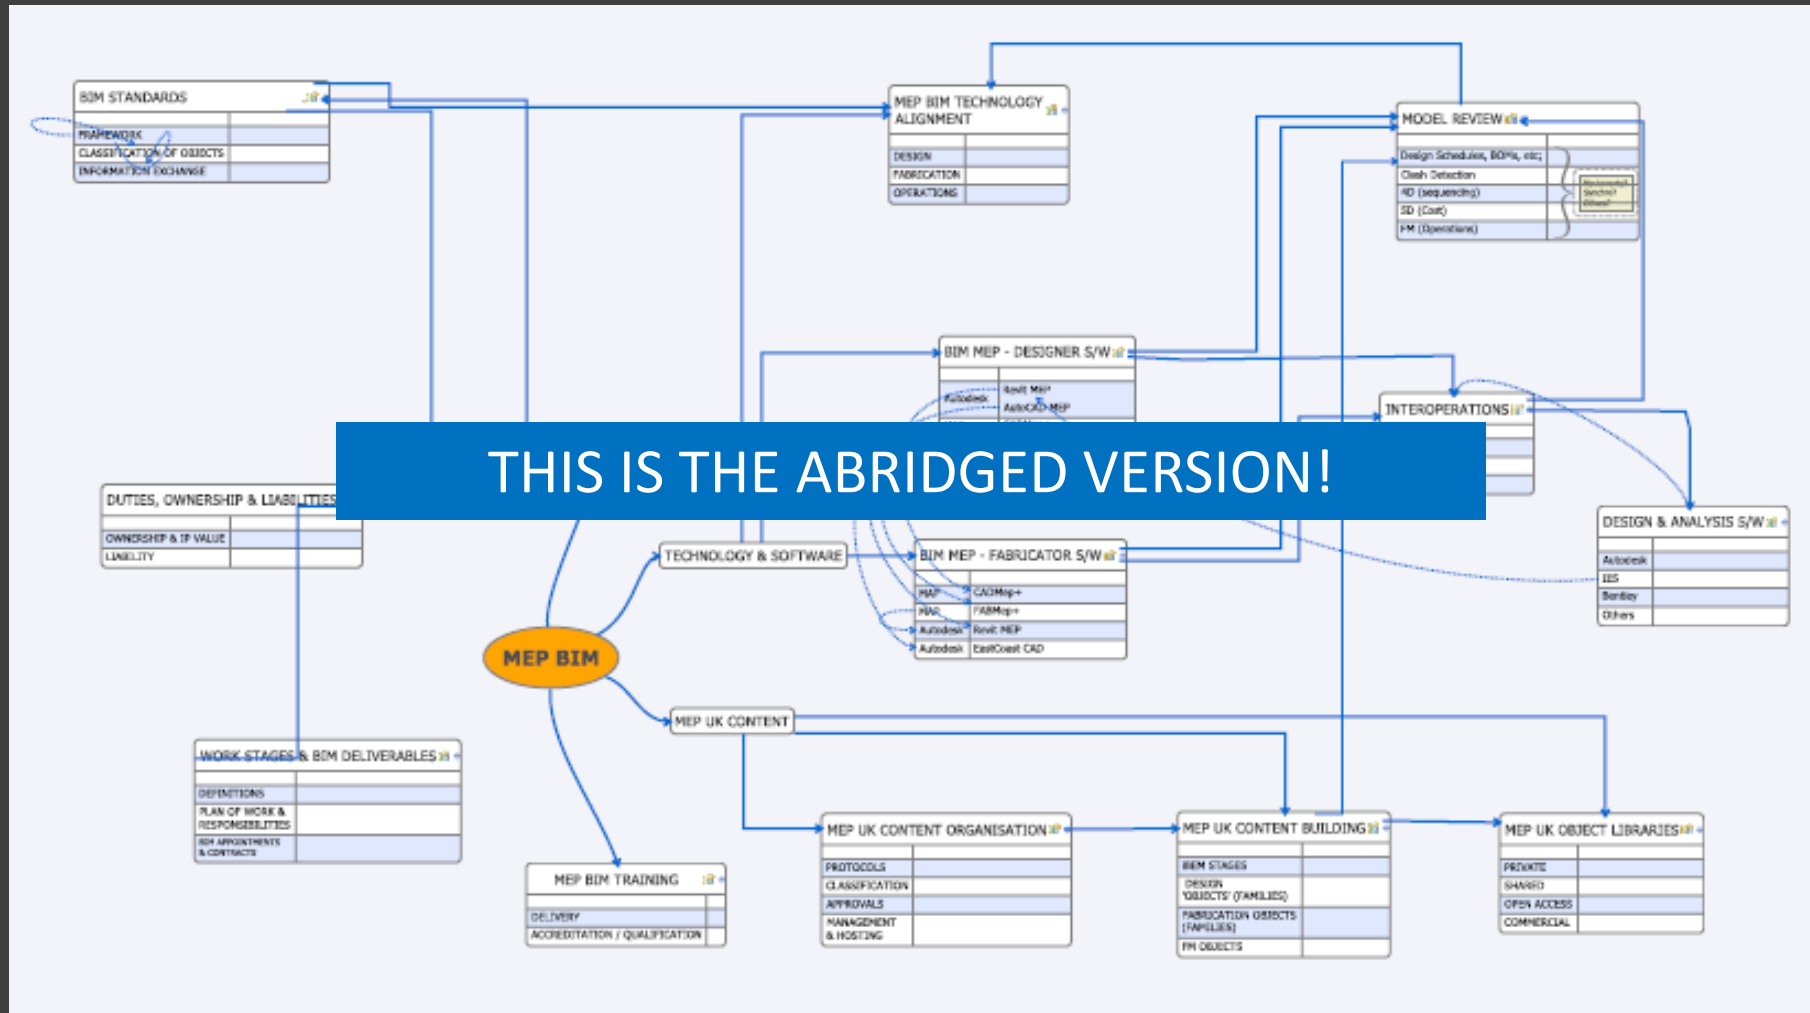 BIM STANDARDS
FRAMEWORK
CLASSIFICATION OF OBJECTS
INFORMATION EXCHANGE
MEP BIM TECHNOLOGY
ALIGNMENT
DESIGN
FABRICATION
OPERATIONS
MODEL REVIEW
Design Schedules, BOMs, etc;
Clash Detection
4D (sequencing)
5D (Cost)
FM (Operations)
Synchro?
Others?
BIM MEP - DESIGNER S/W
Autodesk
Revit MEP
AutoCAD MEP
INTEROPERATIONS
THIS IS THE ABRIDGED VERSION!
DUTIES, OWNERSHIP & LIABILITIES
OWNERSHIP & IP VALUE
LIABILITY
TECHNOLOGY & SOFTWARE
BIM MEP - FABRICATOR S/W
MAP CADMep+
MAP FABMep+
Autodesk Revit MEP
Autodesk EastCoast CAD
DESIGN & ANALYSIS S/W
Autodesk
IES
Bentley
Others
MEP BIM
MEP UK CONTENT
WORK STAGES & BIM DELIVERABLES
DEFINITIONS
PLAN OF WORK &
RESPONSIBILITIES
BIM APPOINTMENTS
& CONTRACTS
MEP BIM TRAINING
DELIVERY
ACCREDITATION / QUALIFICATION
MEP UK CONTENT ORGANISATION
PROTOCOLS
CLASSIFICATION
APPROVALS
MANAGEMENT
& HOSTING
MEP UK CONTENT BUILDING
BEM STAGES
DESIGN
'OBJECTS' (FAMILIES)
FABRICATION OBJECTS
(FAMILIES)
FM OBJECTS
MEP UK OBJECT LIBRARIES
PRIVATE
SHARED
OPEN ACCESS
COMMERCIAL